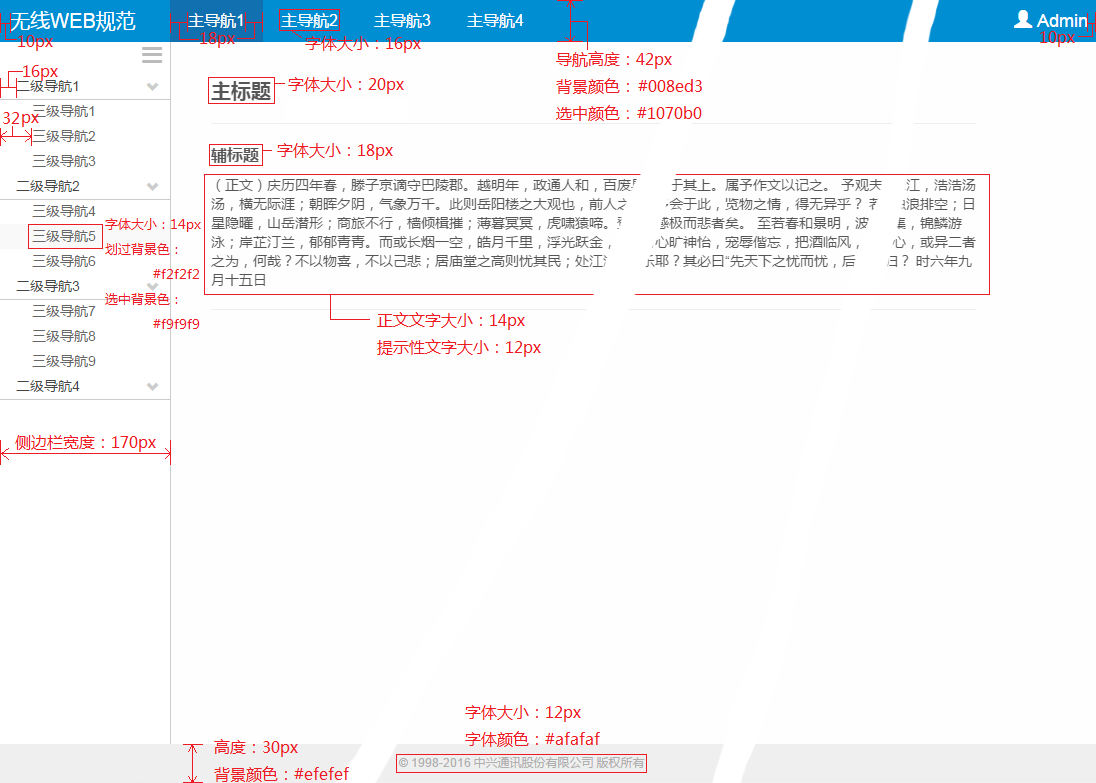 无线WEB规范 主导航1 主导航2 主导航3 主导航4 Admin
10px 18px 字体大小：16px 10px
导航高度：42px
背景颜色：#008ed3
选中颜色：#1070b0
16px
二级导航1
三级导航1
32px
三级导航2
三级导航3
二级导航2
三级导航4
字体大小：14px
三级导航5
划过背景色：
三级导航6
#f2f2f2
二级导航3
选中背景色：
三级导航7
#f9f9f9
三级导航8
三级导航9
二级导航4
侧边栏宽度：170px
主标题 字体大小：20px
辅标题 字体大小：18px
（正文）庆历四年春，滕子京谪守巴陵郡。越明年，政通人和，百废 于其上。属予作文以记之。 予观夫 江，浩浩汤
汤，横无际涯；朝晖夕阴，气象万千。此则岳阳楼之大观也，前人之 会于此，览物之情，得无异乎？ 浪排空；日
星隐曜，山岳潜形；商旅不行，樯倾楫摧；薄暮冥冥，虎啸猿啼。 极而悲者矣。 至若春和景明，波 集，锦鳞游
泳；岸芷汀兰，郁郁青青。而或长烟一空，皓月千里，浮光跃金， 心旷神怡，宠辱偕忘，把酒临风， 心，或异二者
之为，何哉？不以物喜，不以己悲；居庙堂之高则忧其民；处江 乐耶？其必曰“先天下之忧而忧，后 ？ 时六年九
月十五日
正文文字大小：14px
提示性文字大小：12px
字体大小：12px
字体颜色：#afafaf
高度：30px
背景颜色：#efefef
© 1998-2016 中兴通讯股份有限公司 版权所有